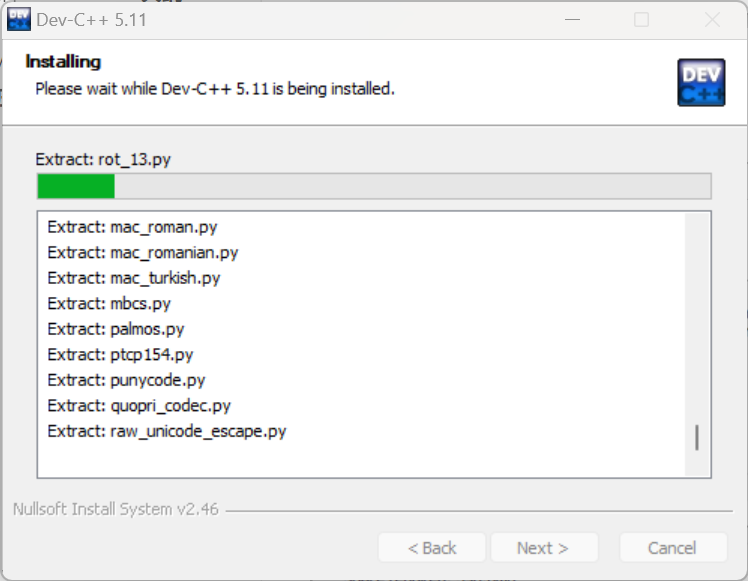 DEV
C++
Dev-C++ 5.11
Installing
Please wait while Dev-C++ 5.11 is being installed.
DEV
C++
Extract: rot_13.py
Extract: mac_roman.py
Extract: mac_romanian.py
Extract: mac_turkish.py
Extract: mbcs.py
Extract: palmos.py
Extract: ptcp154.py
Extract: punycode.py
Extract: quopri_codec.py
Extract: raw_unicode_escape.py
Nullsoft Install System v2.46
< Back
Next >
Cancel